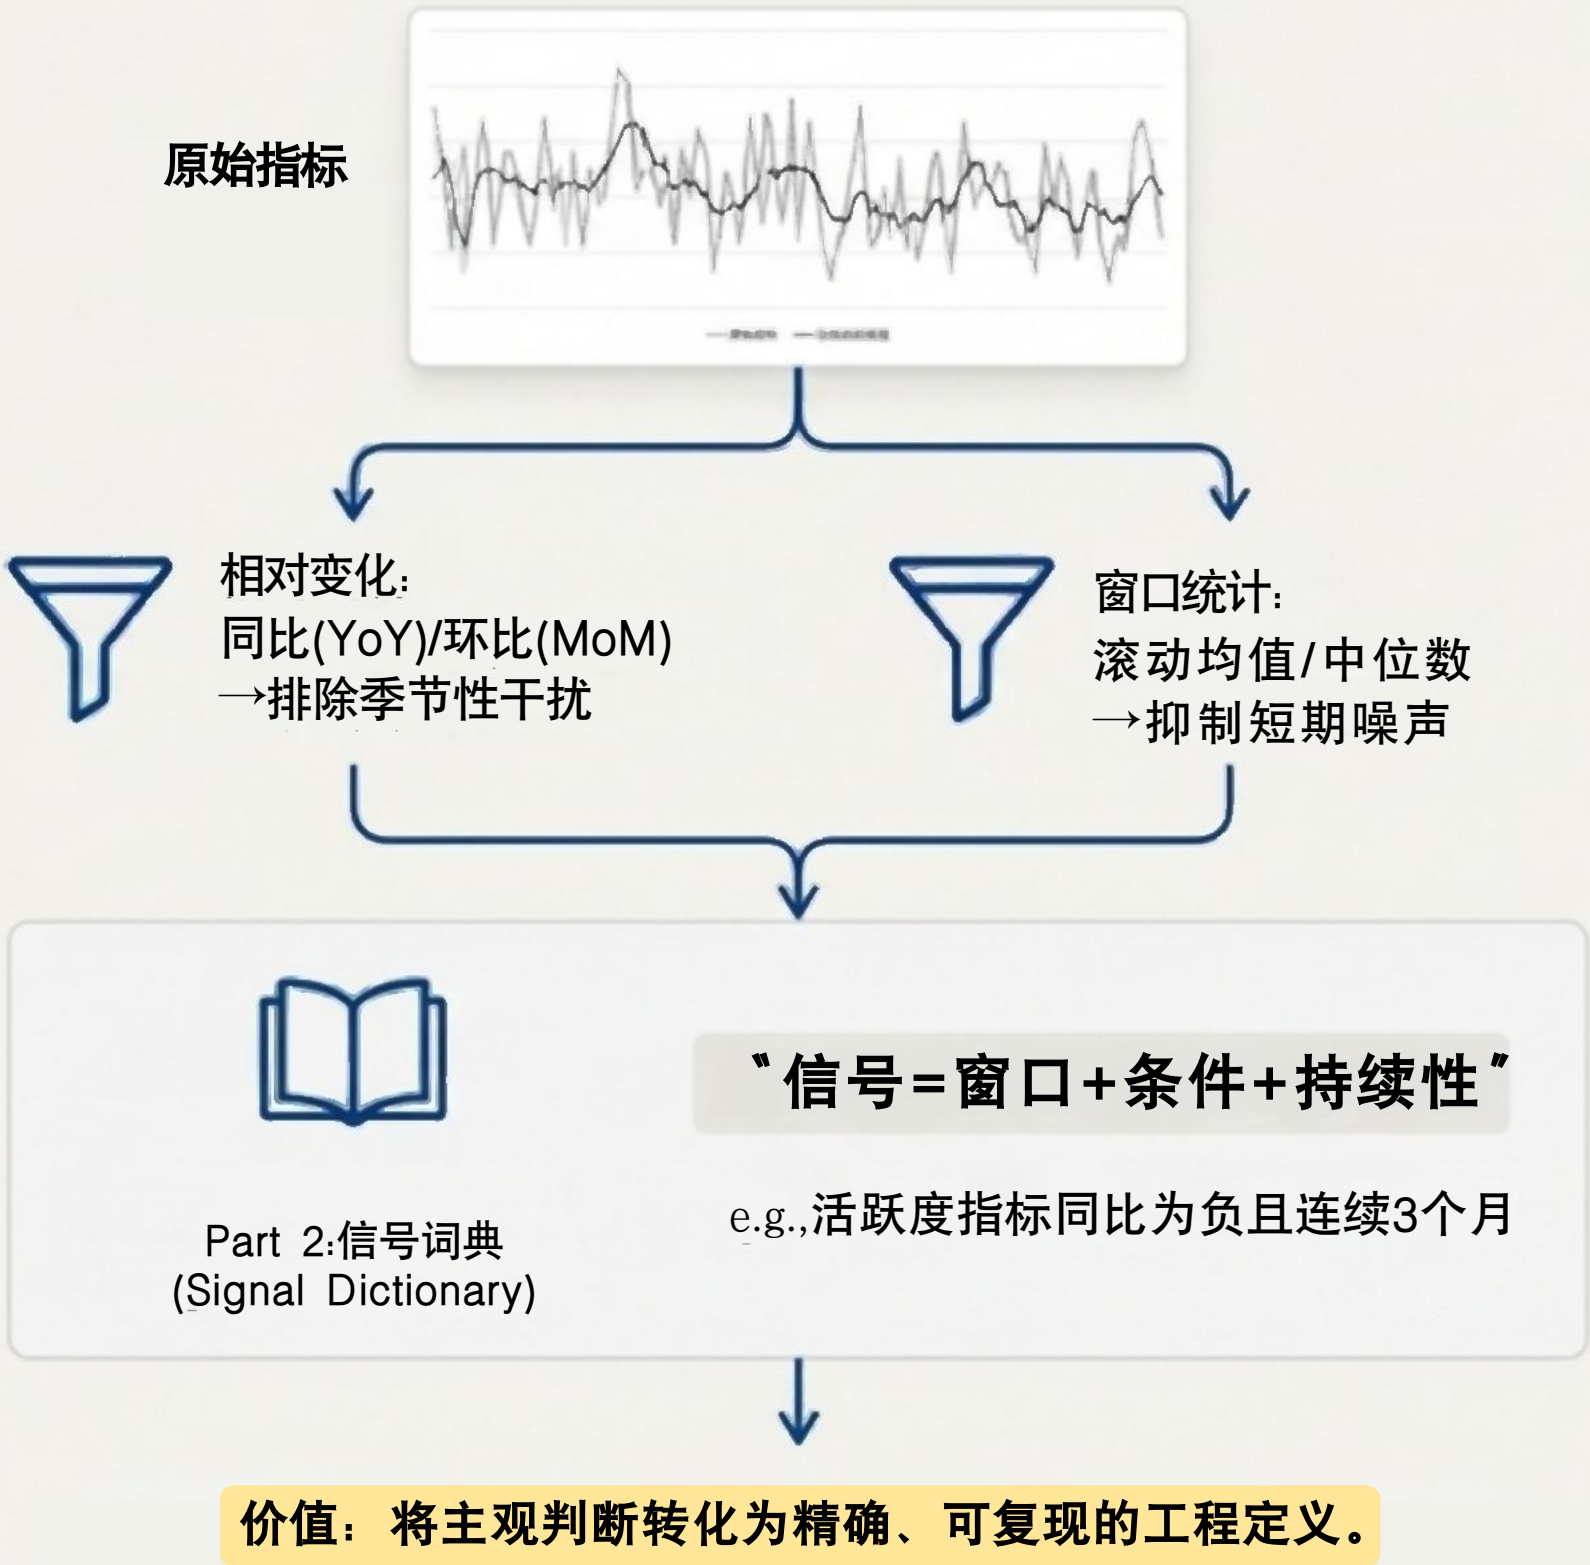 原始指标
相对变化:
同比(YoY)/环比(MoM)
→排除季节性干扰
窗口统计:
滚动均值/中位数
→抑制短期噪声
Part 2:信号词典
(Signal Dictionary)
“信号=窗口+条件+持续性”
e.g.,活跃度指标同比为负且连续3个月
价值：将主观判断转化为精确、可复现的工程定义。